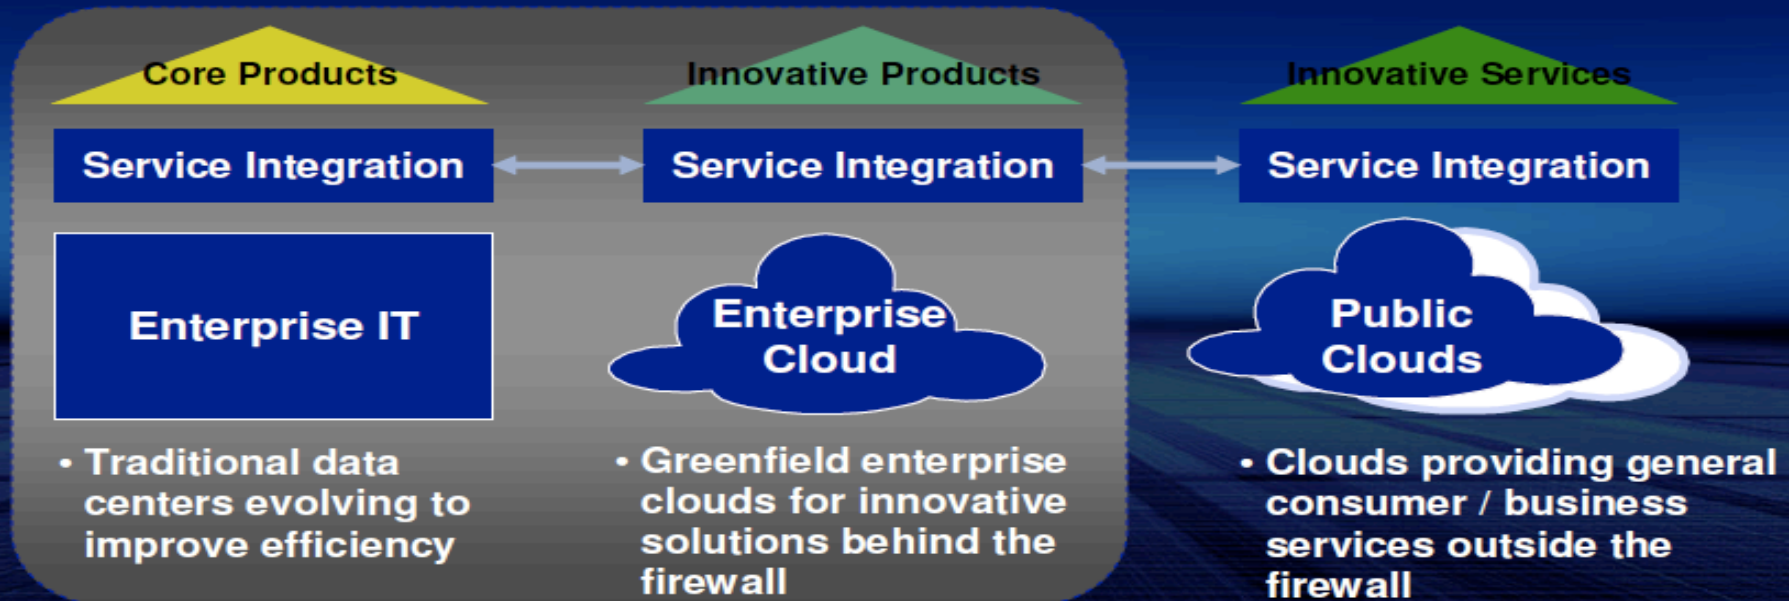 Core Products
Innovative Products
Innovative Services
Service Integration
Service Integration
Service Integration
Enterprise IT
Enterprise
Cloud
Public
Clouds
• Traditional data
centers evolving to
improve efficiency
• Greenfield enterprise
clouds for innovative
solutions behind the
firewall
• Clouds providing general
consumer / business
services outside the
firewall